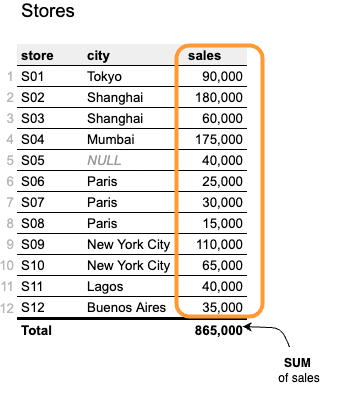 Stores
store city sales
1 S01 Tokyo 90,000
2 S02 Shanghai 180,000
3 S03 Shanghai 60,000
4 S04 Mumbai 175,000
5 S05 NULL 40,000
6 S06 Paris 25,000
7 S07 Paris 30,000
8 S08 Paris 15,000
9 S09 New York City 110,000
10 S10 New York City 65,000
11 S11 Lagos 40,000
12 S12 Buenos Aires 35,000
Total 865,000
SUM
of sales